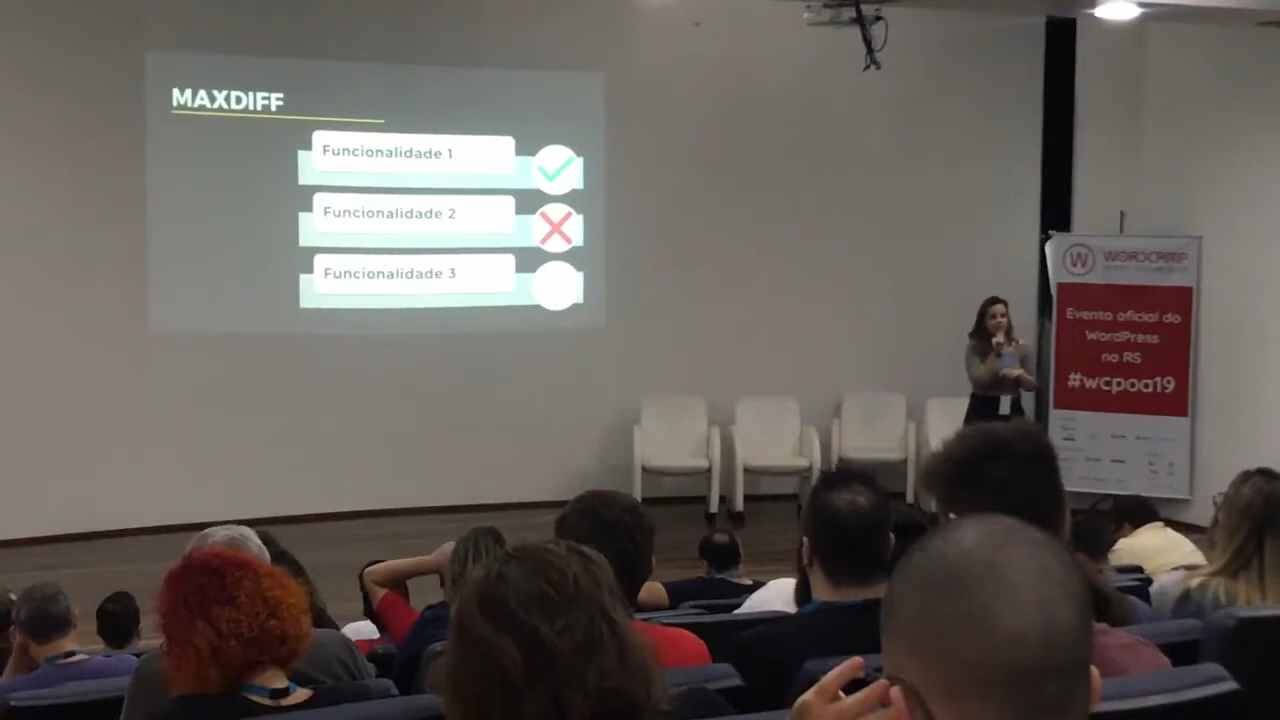 MAXDIFF
Funcionalidade 1
Funcionalidade 2
Funcionalidade 3
W
WORDCAMP
Evento oficial do
WordPress
no RS
#wcpoa19